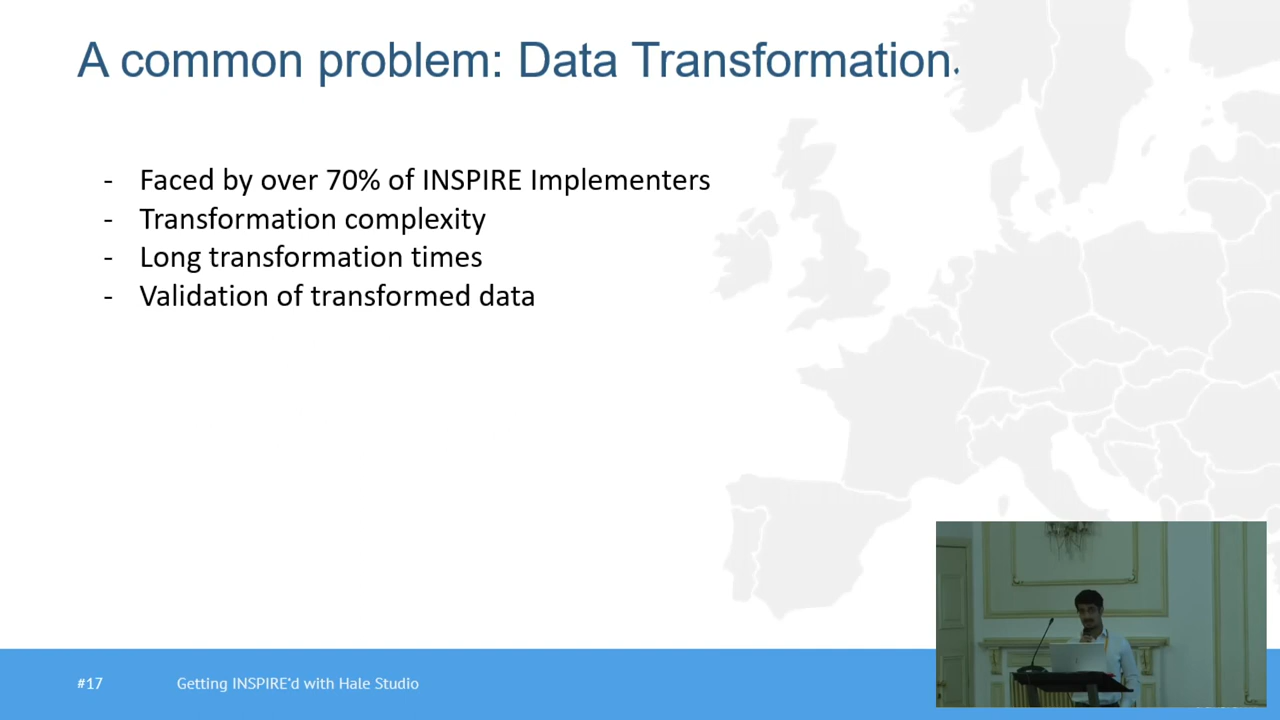 A common problem: Data Transformation.
- Faced by over 70% of INSPIRE Implementers
- Transformation complexity
- Long transformation times
- Validation of transformed data
#17 Getting INSPIRE'd with Hale Studio